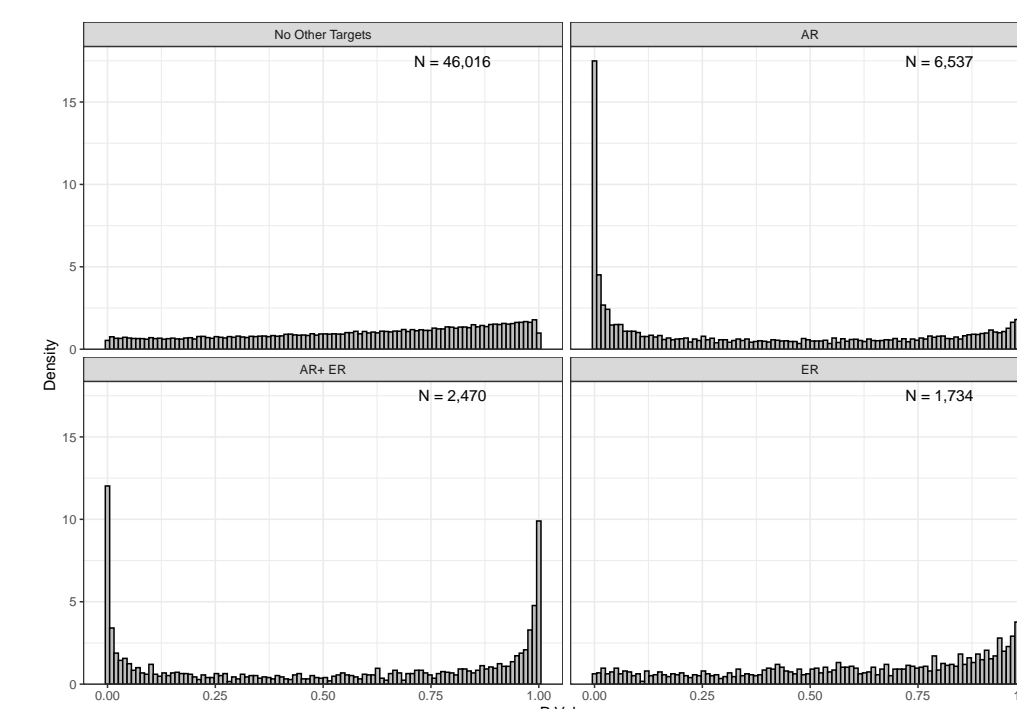 No Other Targets
AR
N = 46,016
N = 6,537
15
10
5
0
Density
AR+ ER
ER
N = 2,470
N = 1,734
15
10
5
0
0.00 0.25 0.50 0.75 1.00
0.00 0.25 0.50 0.75